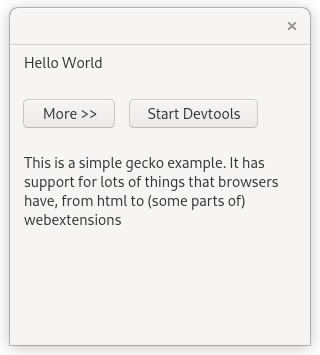 Hello World
More >>
Start Devtools
This is a simple gecko example. It has
support for lots of things that browsers
have, from html to (some parts of)
webextensions